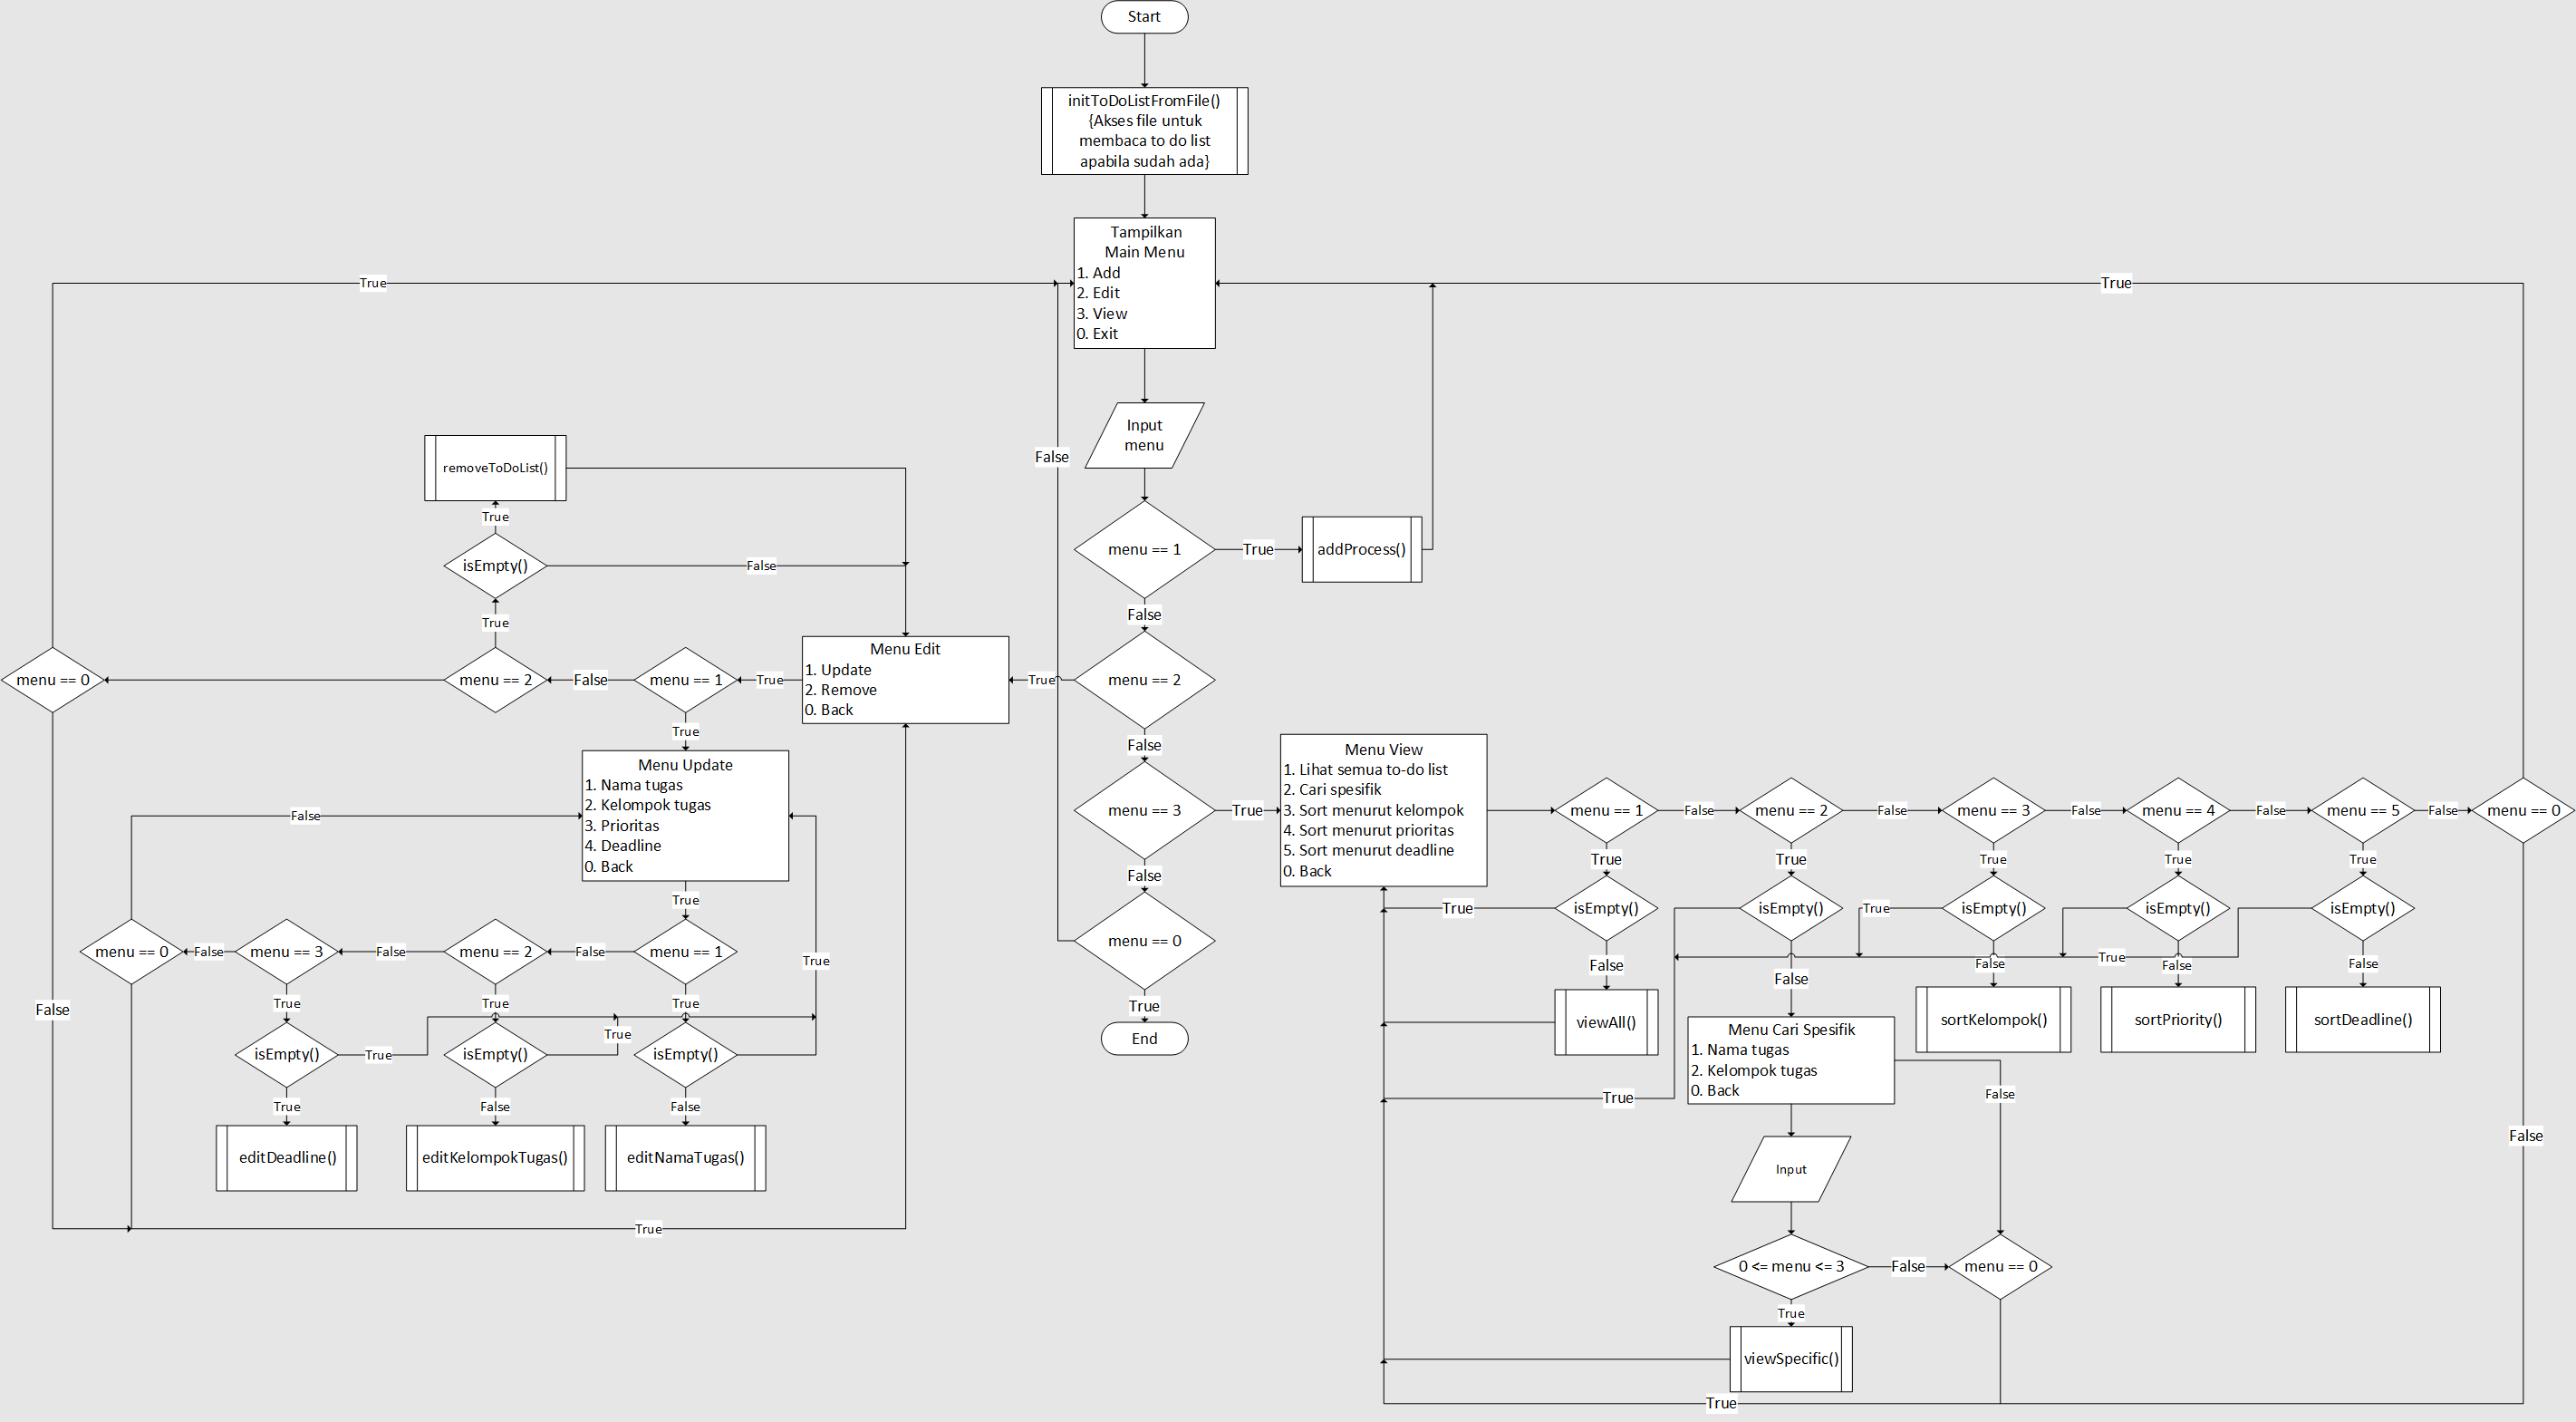 Start
initToDoListFromFile()
{Akses file untuk
membaca to do list
apabila sudah ada}
Tampilkan
Main Menu
1. Add
2. Edit
3. View
0. Exit
True
True
Input
menu
False
removeToDoList()
True
isEmpty()
False
True
menu == 1
True
addProcess()
False
menu == 0
menu == 2
False
menu == 1
True
Menu Edit
1. Update
2. Remove
0. Back
True
menu == 2
True
False
Menu Update
1. Nama tugas
2. Kelompok tugas
3. Prioritas
4. Deadline
0. Back
False
True
menu == 0
False
menu == 3
False
menu == 2
False
menu == 1
True
False
True
True
True
isEmpty()
True
isEmpty()
True
isEmpty()
True
False
False
editDeadline()
editKelompokTugas()
editNamaTugas()
True
menu == 3
True
False
menu == 0
True
End
Menu View
1. Lihat semua to-do list
2. Cari spesifik
3. Sort menurut kelompok
4. Sort menurut prioritas
5. Sort menurut deadline
0. Back
menu == 1
False
menu == 2
False
menu == 3
False
menu == 4
False
menu == 5
False
menu == 0
True
True
True
True
True
True
isEmpty()
isEmpty()
True
isEmpty()
isEmpty()
isEmpty()
True
False
False
False
False
False
viewAll()
sortKelompok()
sortPriority()
sortDeadline()
Menu Cari Spesifik
1. Nama tugas
2. Kelompok tugas
0. Back
True
False
False
Input
0 <= menu <= 3
False
menu == 0
True
viewSpecific()
True